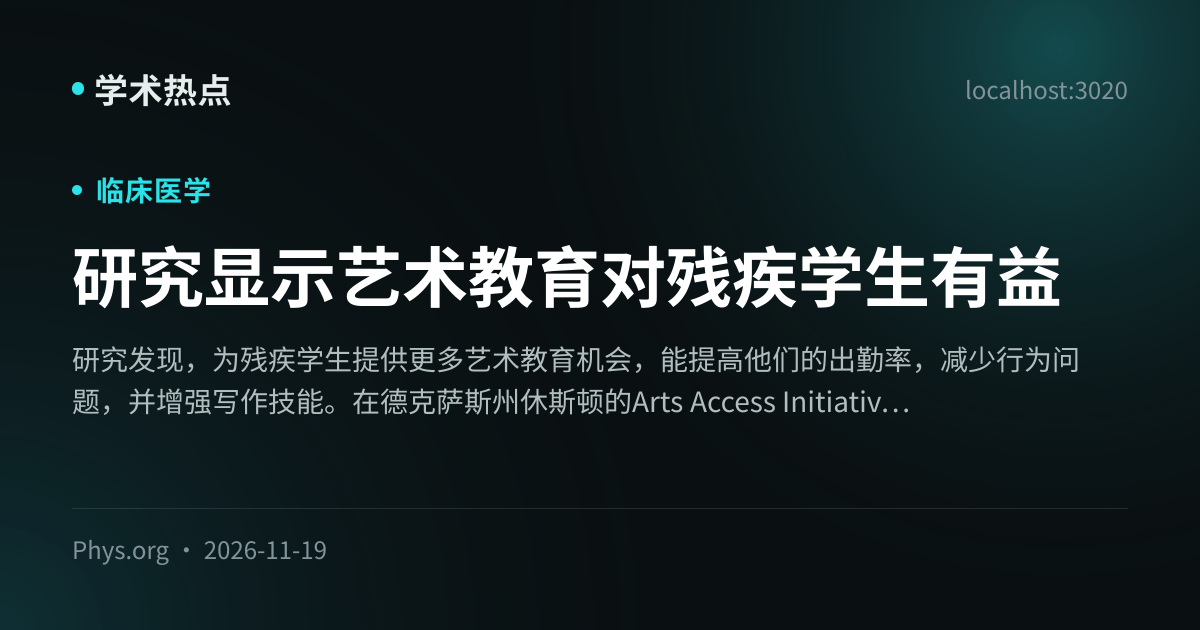 学术热点
localhost:3020
临床医学
研究显示艺术教育对残疾学生有益
研究发现，为残疾学生提供更多艺术教育机会，能提高他们的出勤率，减少行为问
题，并增强写作技能。在德克萨斯州休斯顿的Arts Access Initiativ…
Phys.org · 2026-11-19